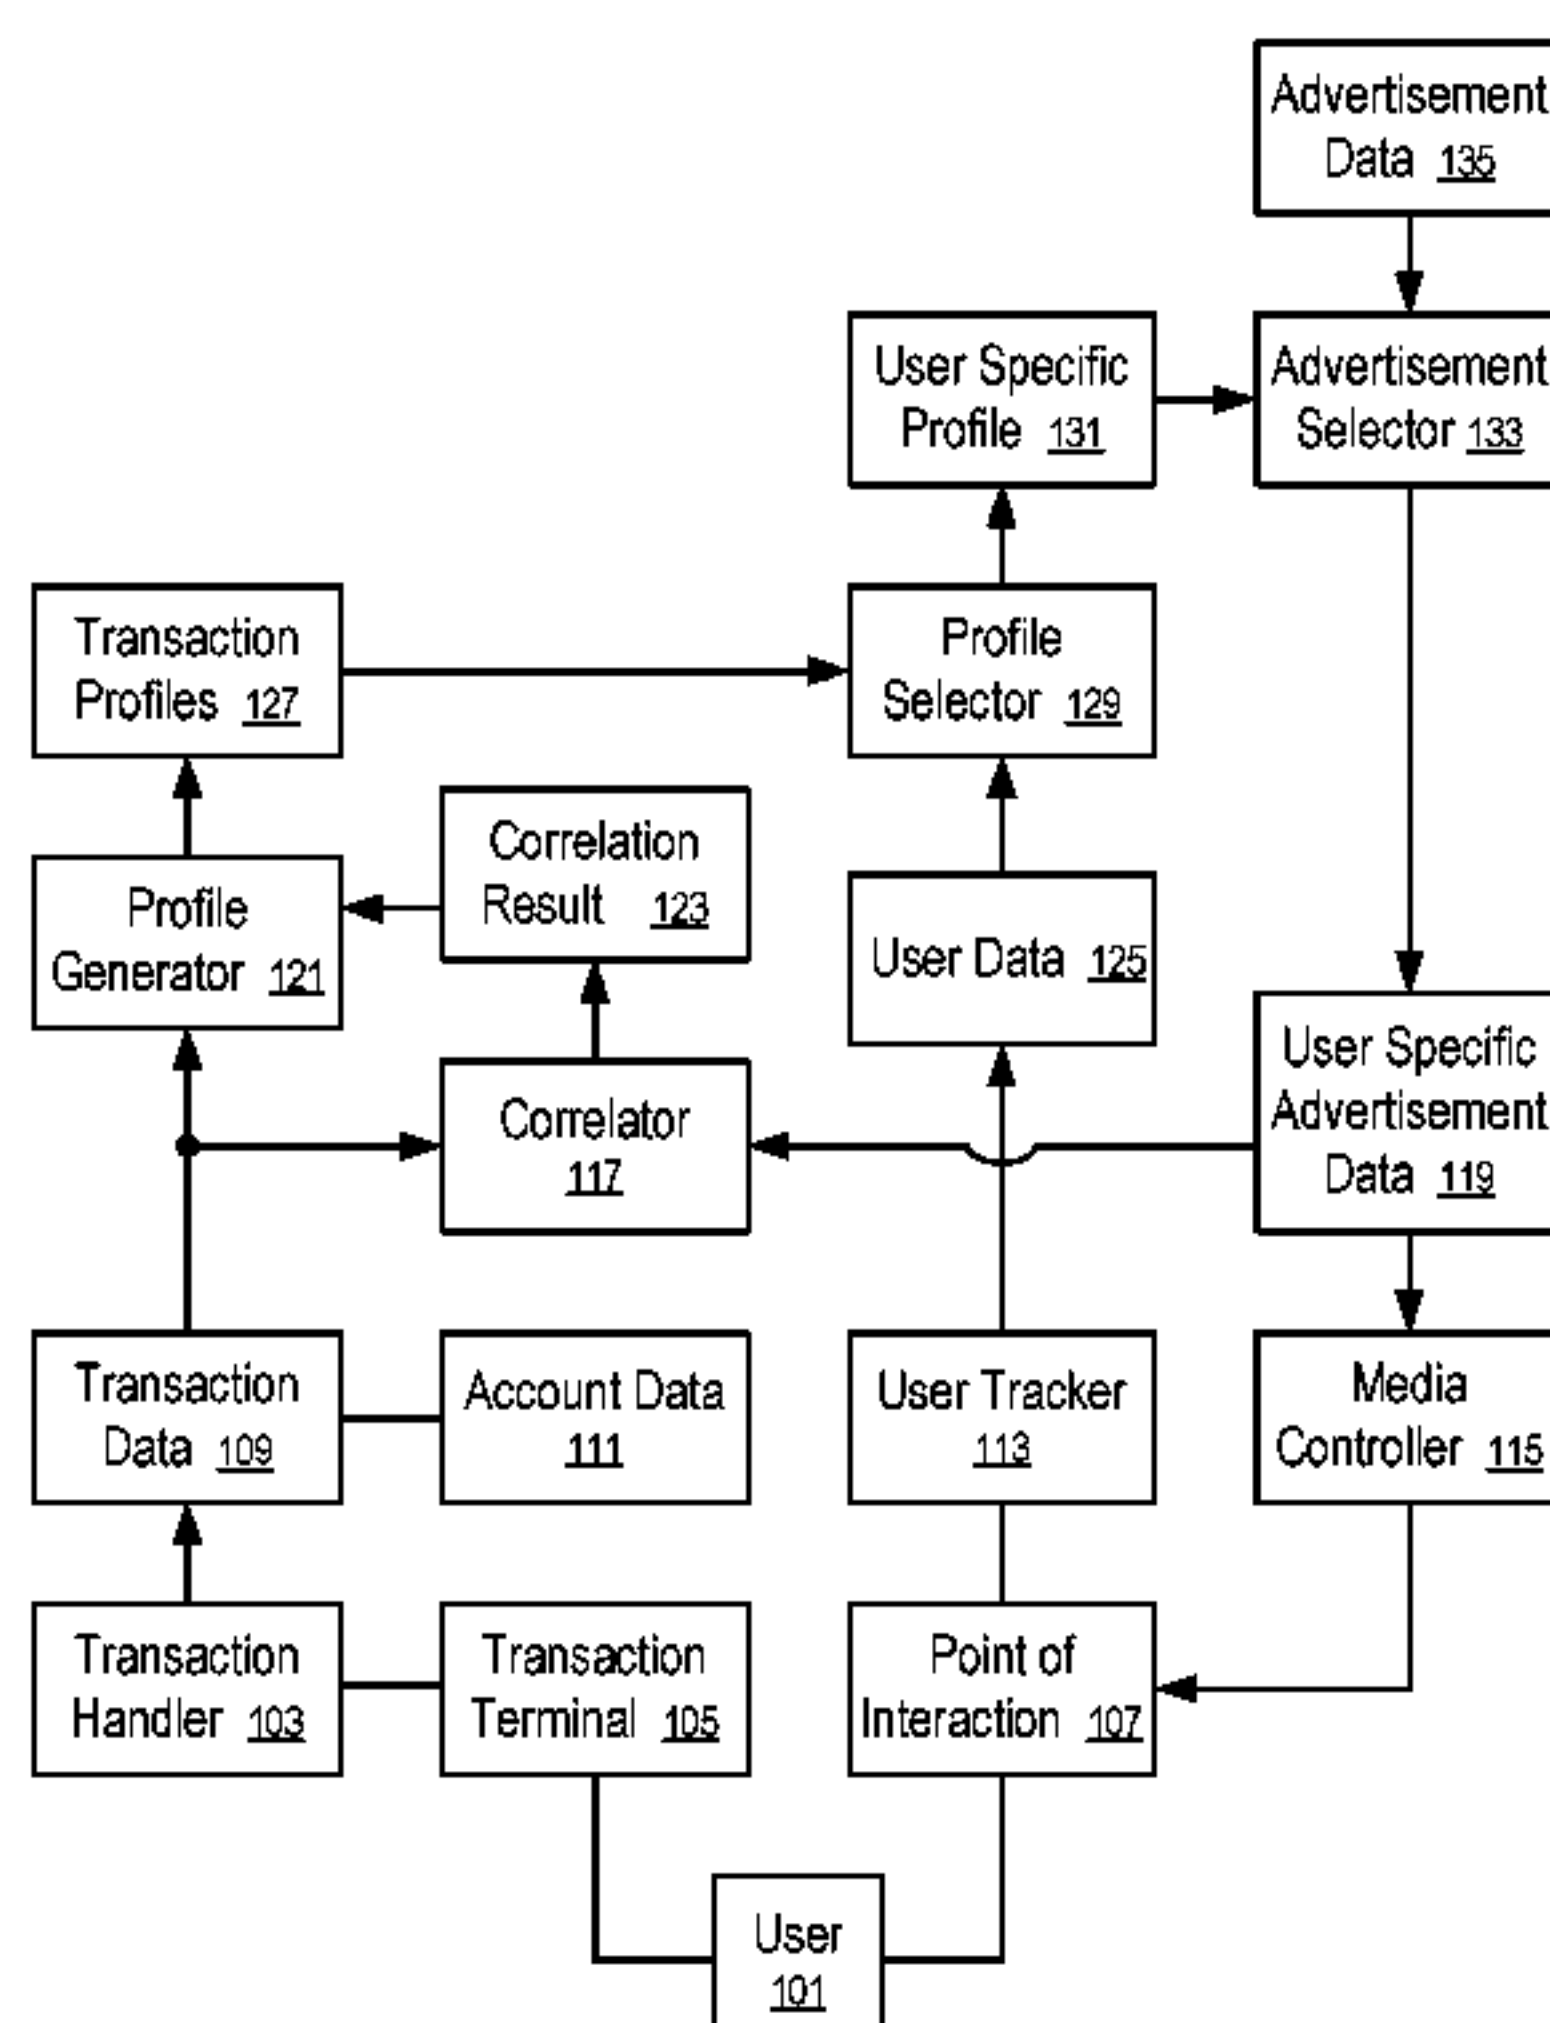 Advertisement
Data 135
User Specific
Profile 131
Advertisement
Selector 133
Transaction
Profiles 127
Profile
Selector 129
Correlation
Result 123
Profile
Generator 121
User Data 125
User Specific
Advertisement
Data 119
Correlator
117
Transaction
Data 109
Account Data
111
User Tracker
113
Media
Controller 115
Transaction
Handler 103
Transaction
Terminal 105
Point of
Interaction 107
User
101